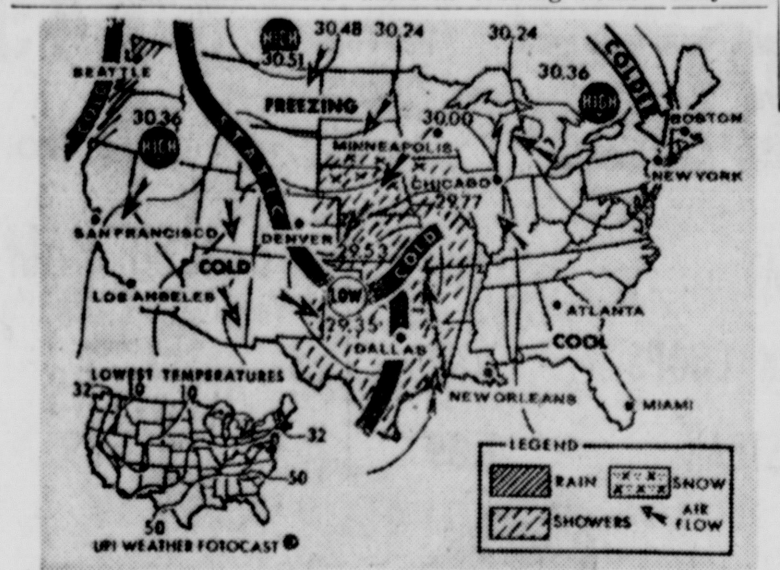 30.48 30.24 30.24
HIGH
30.51
SEATTLE
COLD
COLDER
30.36
HIGH
FREEZING
30.36
HIGH
STATIC
30.00
BOSTON
MINNEAPOLIS
CHICAGO
NEW YORK
29.77
SAN FRANCISCO
DENVER
29.53
COLD
COLD
LOS ANGELES
LOW
29.35
ATLANTA
DALLAS
COOL
NEW ORLEANS
MIAMI
LOWEST TEMPERATURES
32 10 10
32
50
50
UPI WEATHER FOTOCAST ®
LEGEND
RAIN
SNOW
SHOWERS
AIR
FLOW